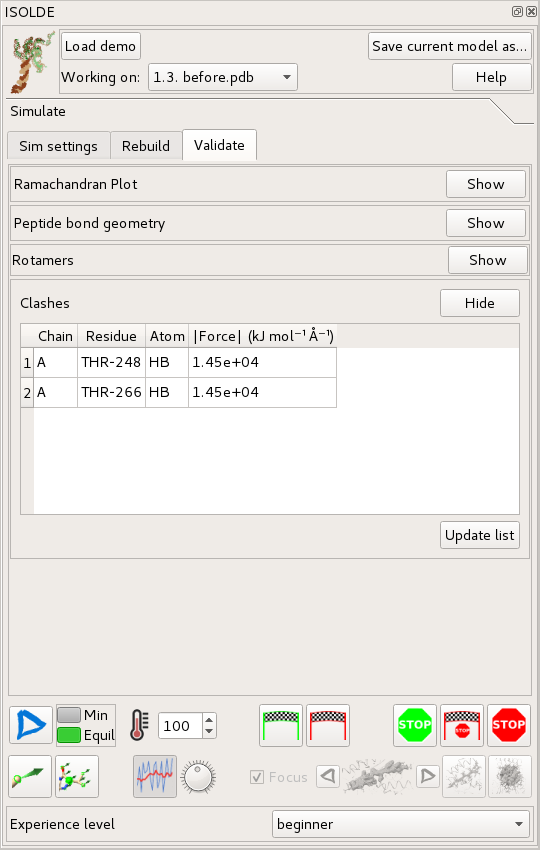 ISOLDE
Load demo
Save current model as...
Working on:
1.3. before.pdb
Help
Simulate
Sim settings
Rebuild
Validate
Ramachandran Plot
Show
Peptide bond geometry
Show
Rotamers
Show
Clashes
Hide
Chain Residue Atom |Force| (kJ mol⁻¹ Å⁻¹)
1 A THR-248 HB 1.45e+04
2 A THR-266 HB 1.45e+04
Update list
Min
Equil
100
STOP
STOP
STOP
Focus
Experience level
beginner